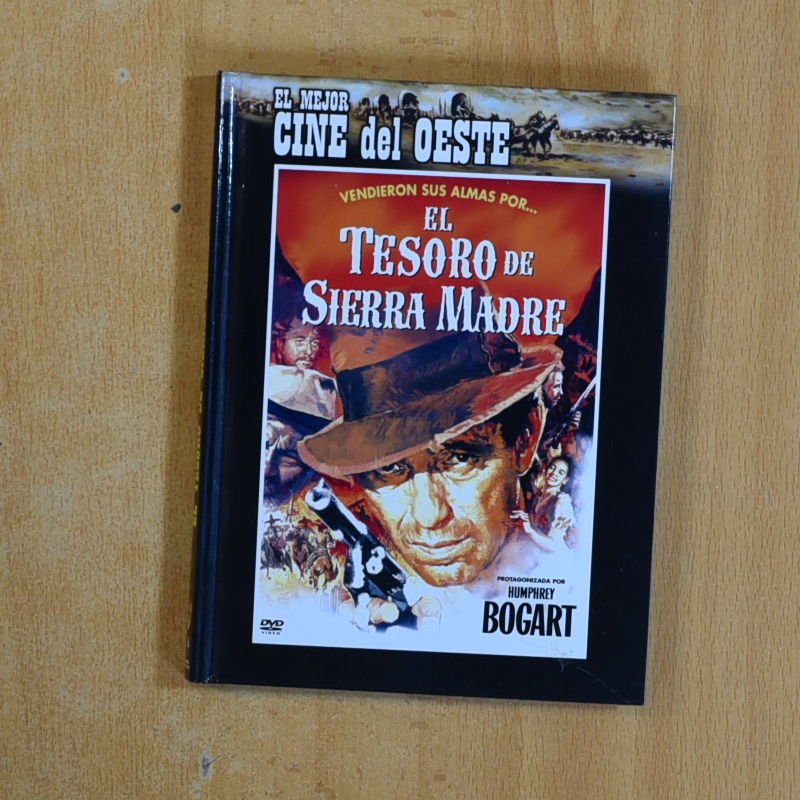 EL MEJOR
CINE del OESTE
VENDIERON SUS ALMAS POR...
EL
TESORO DE
SIERRA MADRE
PROTAGONIZADA POR
HUMPHREY
BOGART
DVD
VIDEO